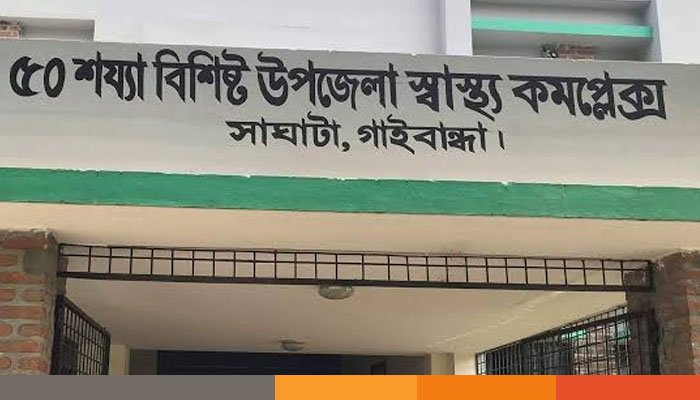 ৫০ শয্যা বিশিষ্ট উপজেলা স্বাস্থ্য কমপ্লেক্স
সাঘাটা, গাইবান্ধা।